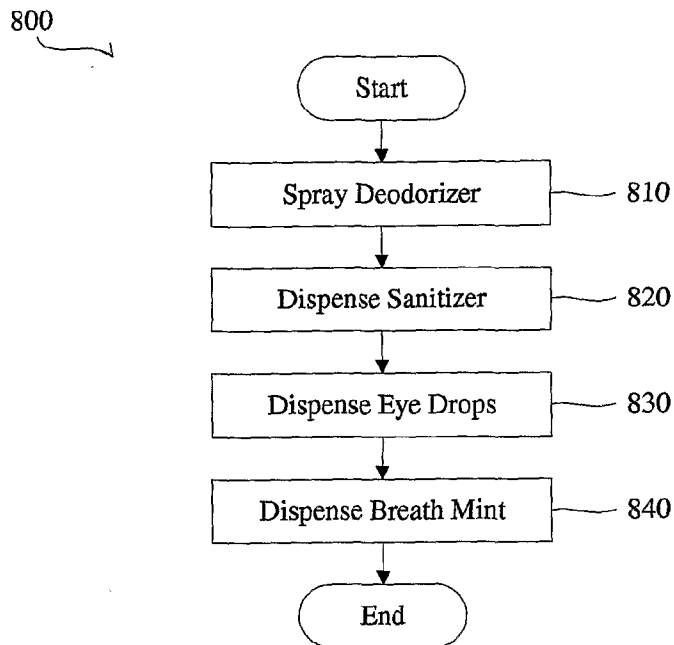 800
Start
Spray Deodorizer 810
Dispense Sanitizer 820
Dispense Eye Drops 830
Dispense Breath Mint 840
End